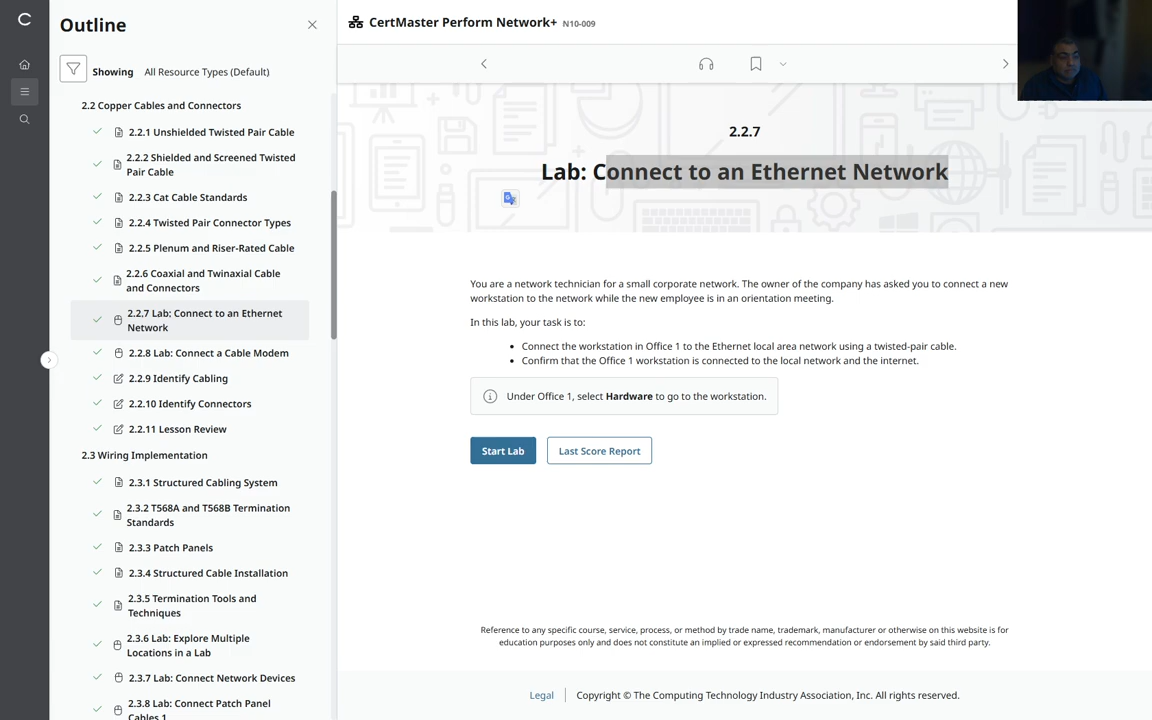 Outline
Showing All Resource Types (Default)
2.2 Copper Cables and Connectors
2.2.1 Unshielded Twisted Pair Cable
2.2.2 Shielded and Screened Twisted
Pair Cable
2.2.3 Cat Cable Standards
2.2.4 Twisted Pair Connector Types
2.2.5 Plenum and Riser-Rated Cable
2.2.6 Coaxial and Twinaxial Cable
and Connectors
2.2.7 Lab: Connect to an Ethernet
Network
2.2.8 Lab: Connect a Cable Modem
2.2.9 Identify Cabling
2.2.10 Identify Connectors
2.2.11 Lesson Review
2.3 Wiring Implementation
2.3.1 Structured Cabling System
2.3.2 T568A and T568B Termination
Standards
2.3.3 Patch Panels
2.3.4 Structured Cable Installation
2.3.5 Termination Tools and
Techniques
2.3.6 Lab: Explore Multiple
Locations in a Lab
2.3.7 Lab: Connect Network Devices
2.3.8 Lab: Connect Patch Panel
Cables 1
CertMaster Perform Network+ N10-009
2.2.7
Lab: Connect to an Ethernet Network
You are a network technician for a small corporate network. The owner of the company has asked you to connect a new
workstation to the network while the new employee is in an orientation meeting.
In this lab, your task is to:
• Connect the workstation in Office 1 to the Ethernet local area network using a twisted-pair cable.
• Confirm that the Office 1 workstation is connected to the local network and the internet.
Under Office 1, select Hardware to go to the workstation.
Start Lab
Last Score Report
Reference to any specific course, service, process, or method by trade name, trademark, manufacturer or otherwise on this website is for
education purposes only and does not constitute an implied or expressed recommendation or endorsement by said third party.
Legal
Copyright © The Computing Technology Industry Association, Inc. All rights reserved.